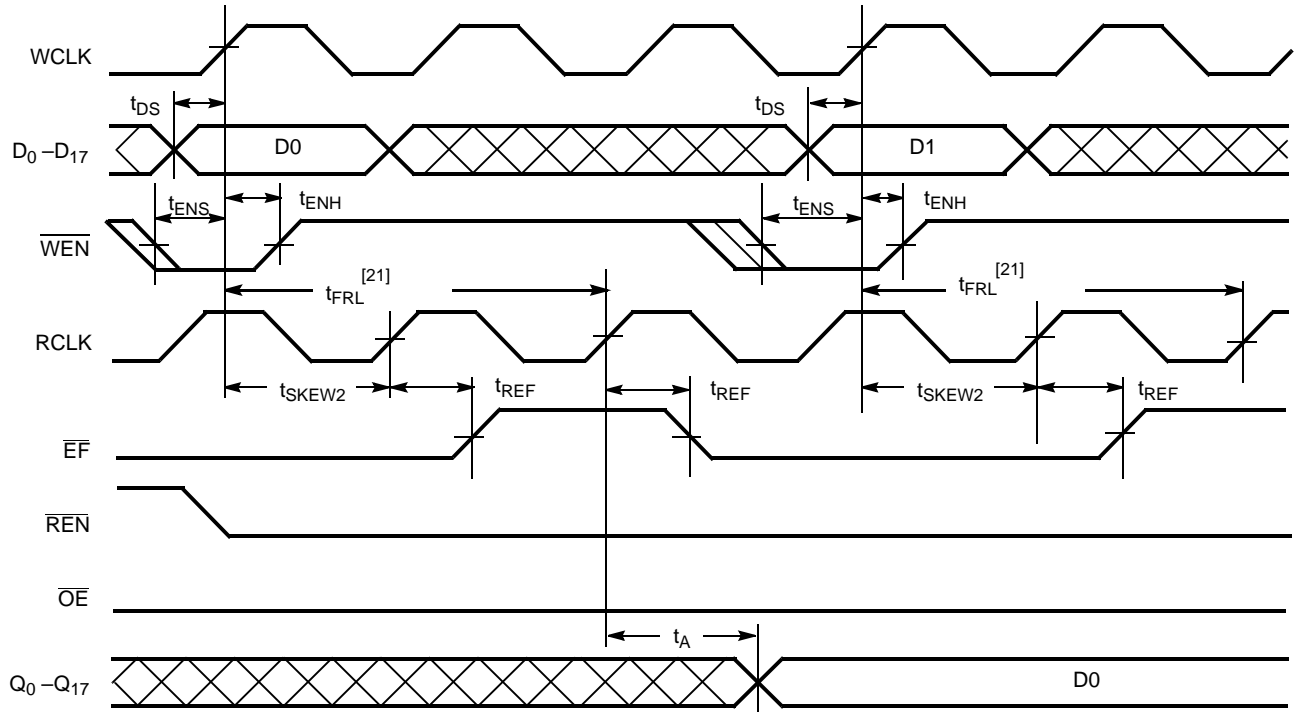 WCLK
tDS tDS
D0 –D17 D0 D1
tENS tENH tENS tENH
WEN
tFRL[21] tFRL[21]
RCLK
tSKEW2 tREF tREF tSKEW2 tREF
EF
REN
OE
tA
Q0 –Q17 D0